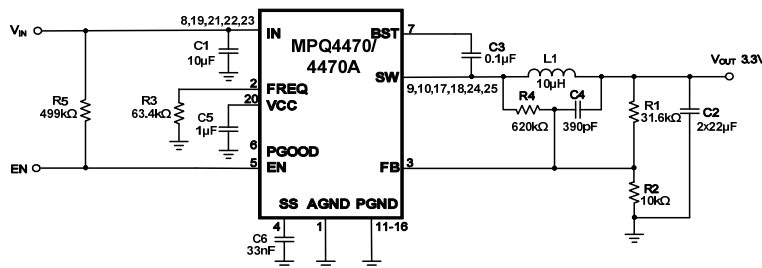 8,19,21,22,23
7
VIN
IN
MPQ4470/
4470A
BST
C1
10µF
C3
0.1µF
L1
10µH
VOUT 3.3V
SW
9,10,17,18,24,25
2
FREQ
20
VCC
R5
499kΩ
R3
63.4kΩ
C5
1µF
R4
620kΩ
C4
390pF
R1
31.6kΩ
C2
2x22µF
6
PGOOD
EN
5
EN
FB
3
R2
10kΩ
SS
AGND
PGND
4
1
11-16
C6
33nF